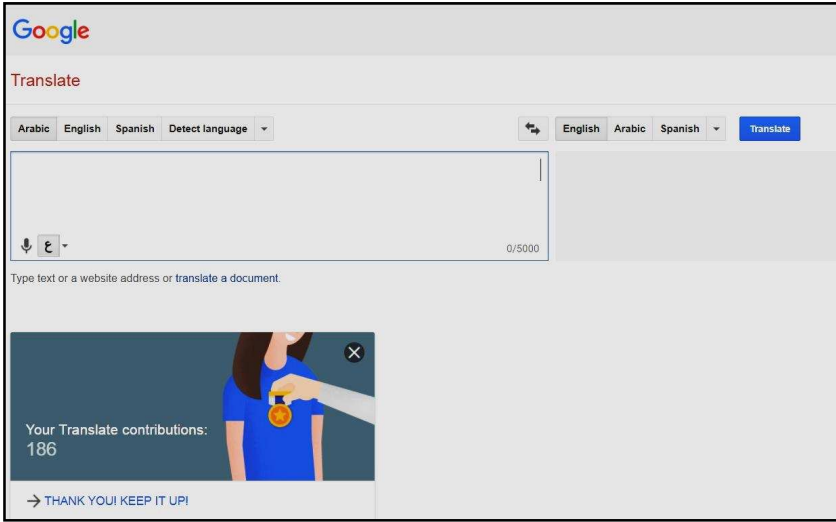 Google
Translate
Arabic English Spanish Detect language English Arabic Spanish Translate
ع
0/5000
Type text or a website address or translate a document.
Your Translate contributions:
186
THANK YOU! KEEP IT UP!